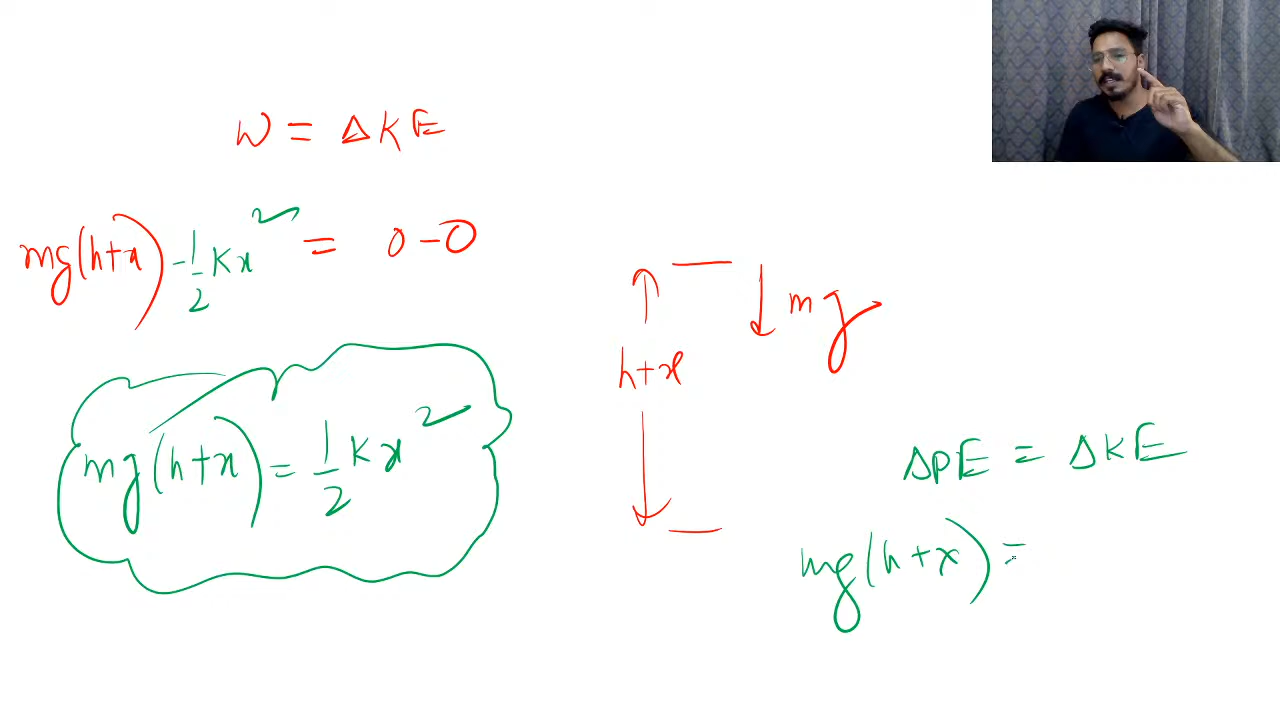 W = ΔKE
mg(h+x) - 1/2 Kx² = 0 - 0
mg(h+x) = 1/2 Kx²
h+x
mg
ΔPE = ΔKE
mg(h+x) =